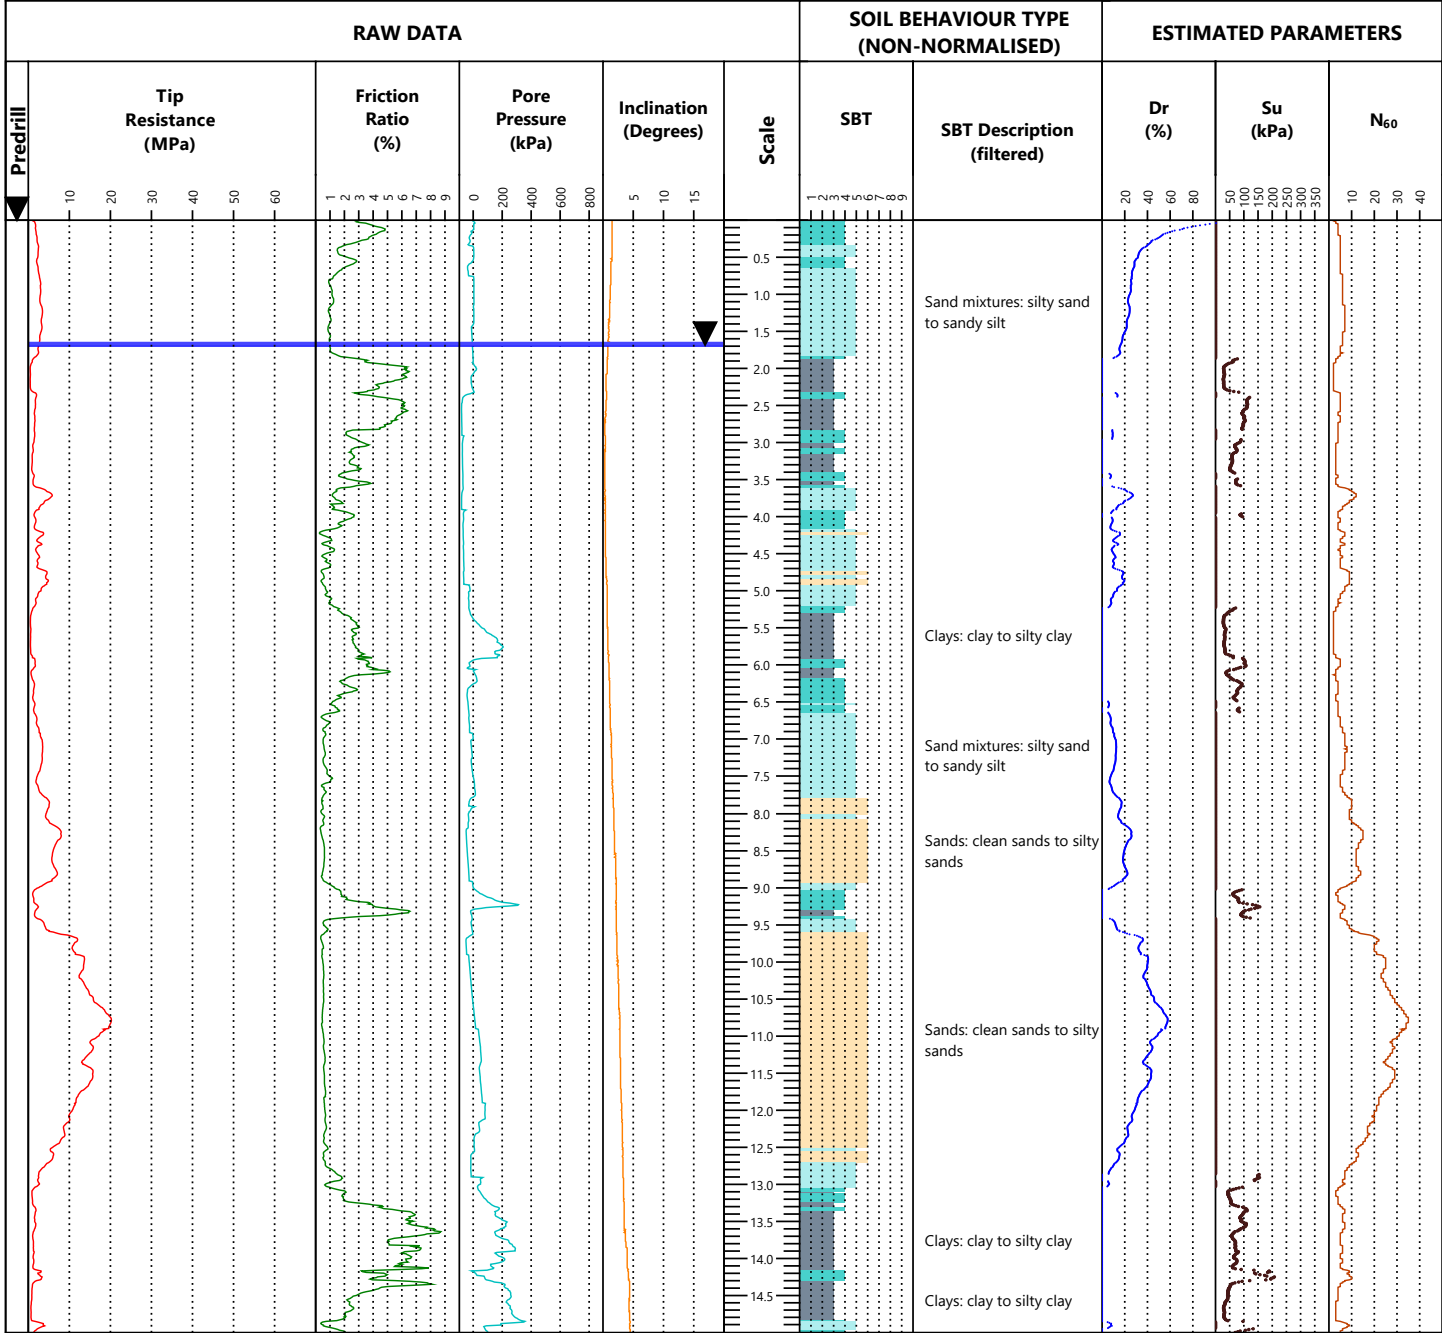 RAW DATA
SOIL BEHAVIOUR TYPE
(NON-NORMALISED)
ESTIMATED PARAMETERS
Predrill
Tip
Resistance
(MPa)
Friction
Ratio
(%)
Pore
Pressure
(kPa)
Inclination
(Degrees)
Scale
SBT
SBT Description
(filtered)
Dr
(%)
Su
(kPa)
N60
10 20 30 40 50 60
1 2 3 4 5 6 7 8 9
0 200 400 600 800
5 15
1 2 3 4 5 6 7 8 9
20 40 60 80
50 100 150 200 250 300 350
10 20 30 40
0.5
1.0
Sand mixtures: silty sand
to sandy silt
1.5
2.0
2.5
3.0
3.5
4.0
4.5
5.0
5.5
Clays: clay to silty clay
6.0
6.5
7.0
Sand mixtures: silty sand
to sandy silt
7.5
8.0
8.5
Sands: clean sands to silty
sands
9.0
9.5
10.0
10.5
11.0
Sands: clean sands to silty
sands
11.5
12.0
12.5
13.0
13.5
Clays: clay to silty clay
14.0
14.5
Clays: clay to silty clay